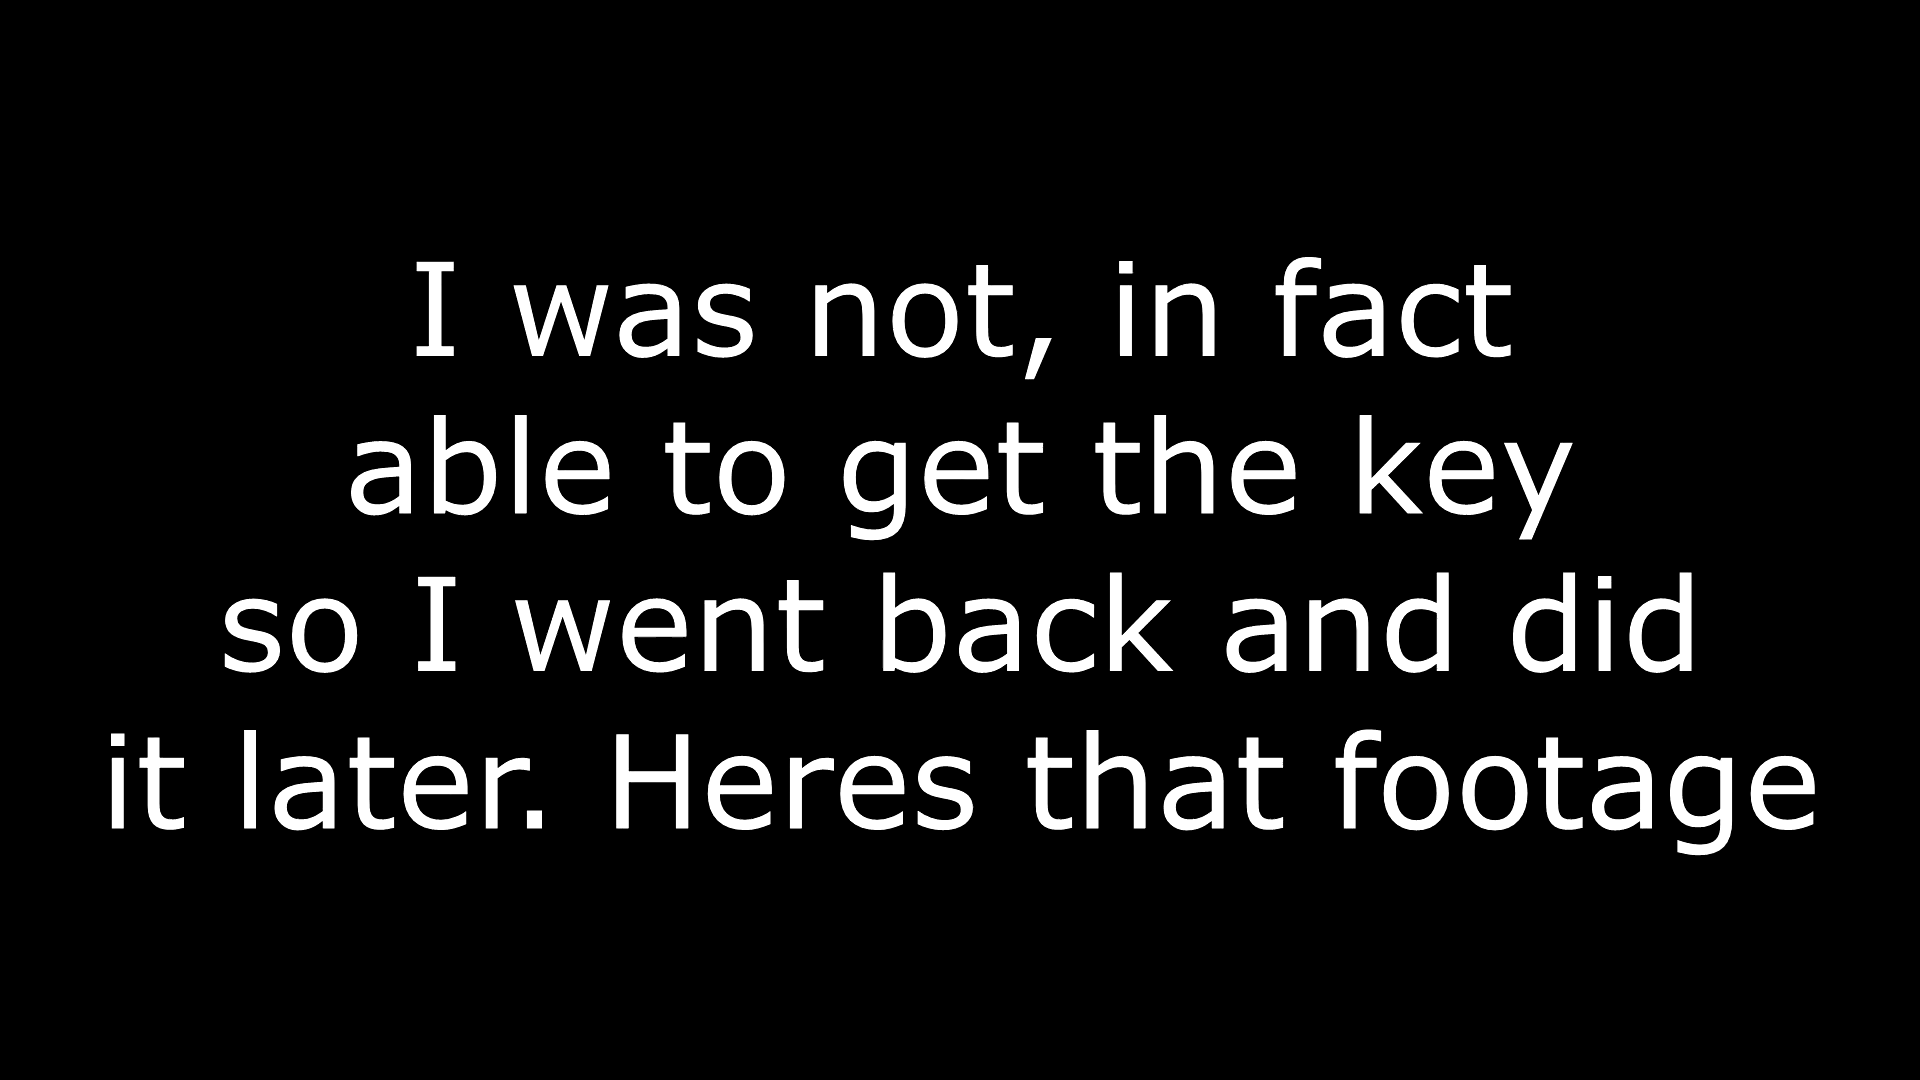 I was not, in fact
able to get the key
so I went back and did
it later. Heres that footage